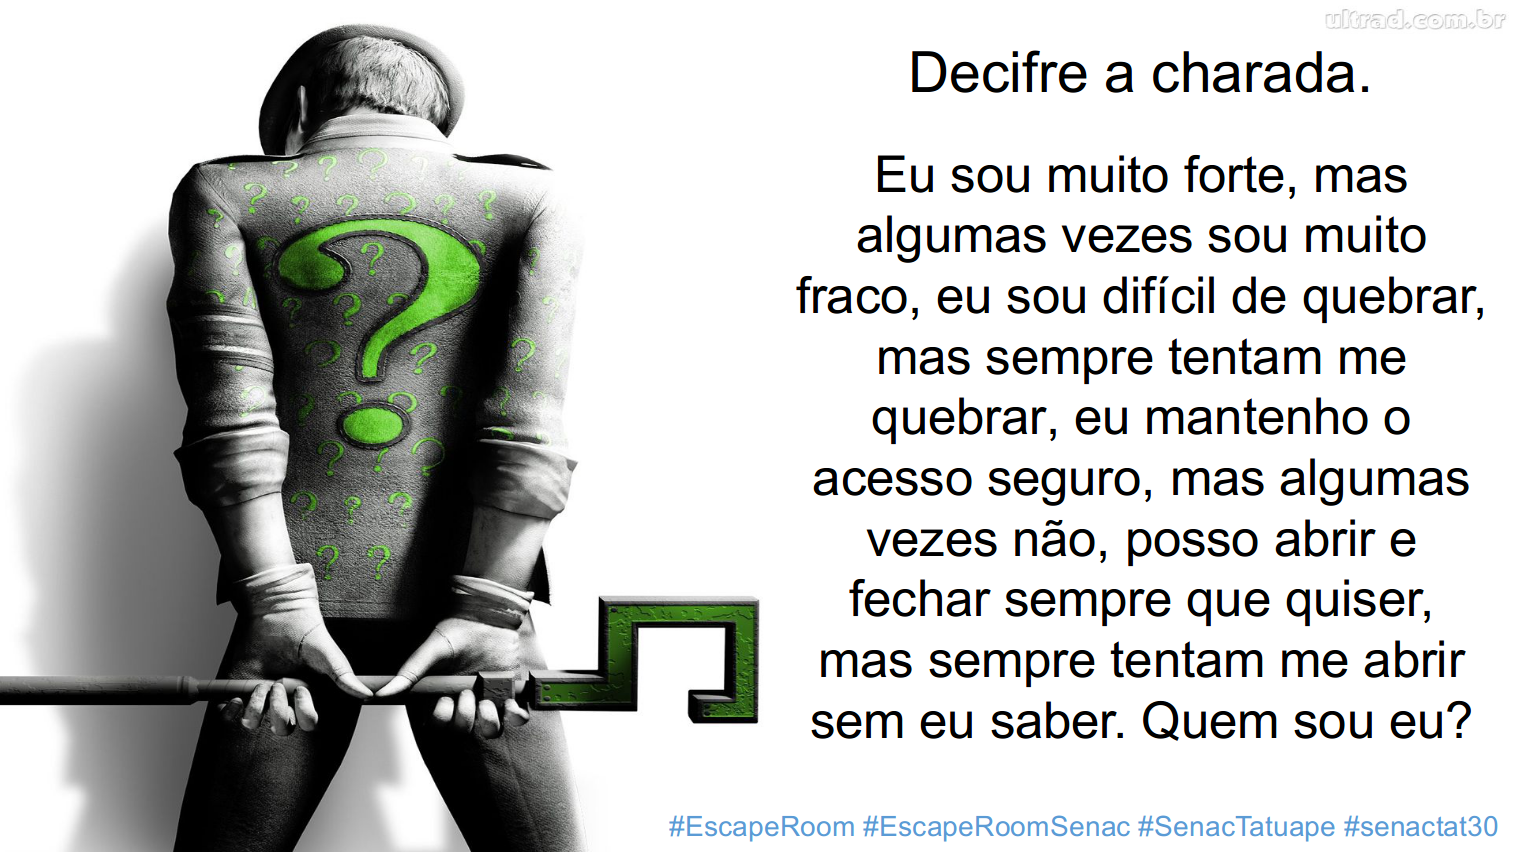 ultrad.com.br
Decifre a charada.
Eu sou muito forte, mas
algumas vezes sou muito
fraco, eu sou difícil de quebrar,
mas sempre tentam me
quebrar, eu mantenho o
acesso seguro, mas algumas
vezes não, posso abrir e
fechar sempre que quiser,
mas sempre tentam me abrir
sem eu saber. Quem sou eu?
#EscapeRoom #EscapeRoomSenac #SenacTatuape #senactat30